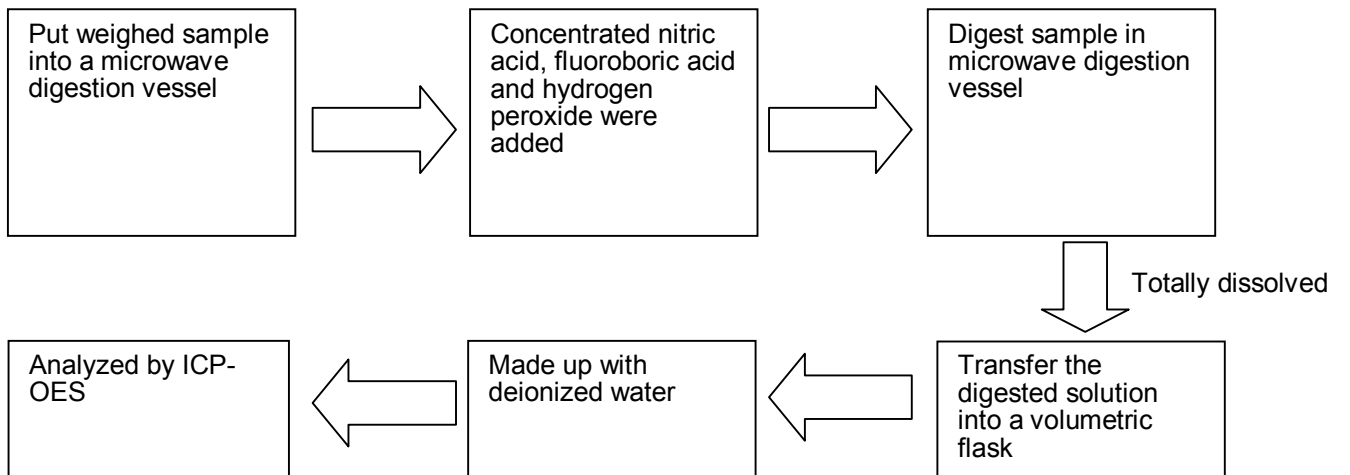 Put weighed sample
into a microwave
digestion vessel
Concentrated nitric
acid, fluoroboric acid
and hydrogen
peroxide were
added
Digest sample in
microwave digestion
vessel
Totally dissolved
Transfer the
digested solution
into a volumetric
flask
Made up with
deionized water
Analyzed by ICP-
OES